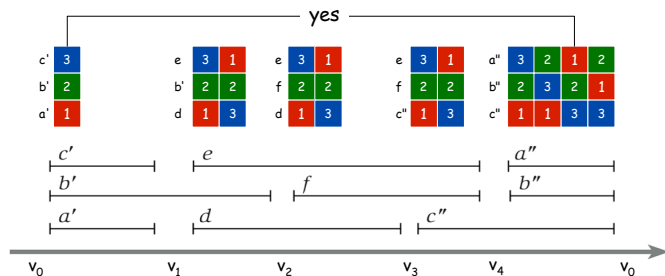 yes
c' 3 e 3 1 e 3 1 e 3 1 a" 3 2 1 2
b' 2 b' 2 2 f 2 2 f 2 2 b" 2 3 2 1
a' 1 d 1 3 d 1 3 c" 1 3 c" 1 1 3 3
c' e a"
b' f b"
a' d c"
v0 v1 v2 v3 v4 v0